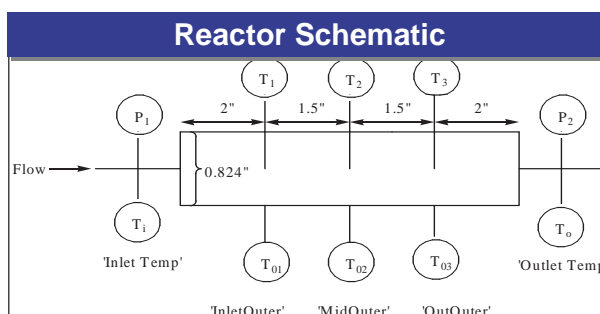 Reactor Schematic
T1 T2 T3
2" 1.5" 1.5" 2"
P1 P2
Flow 0.824"
Ti To
'Inlet Temp' T01 T02 T03 'Outlet Temp
'InletOuter' 'MidOuter' 'OutOuter'